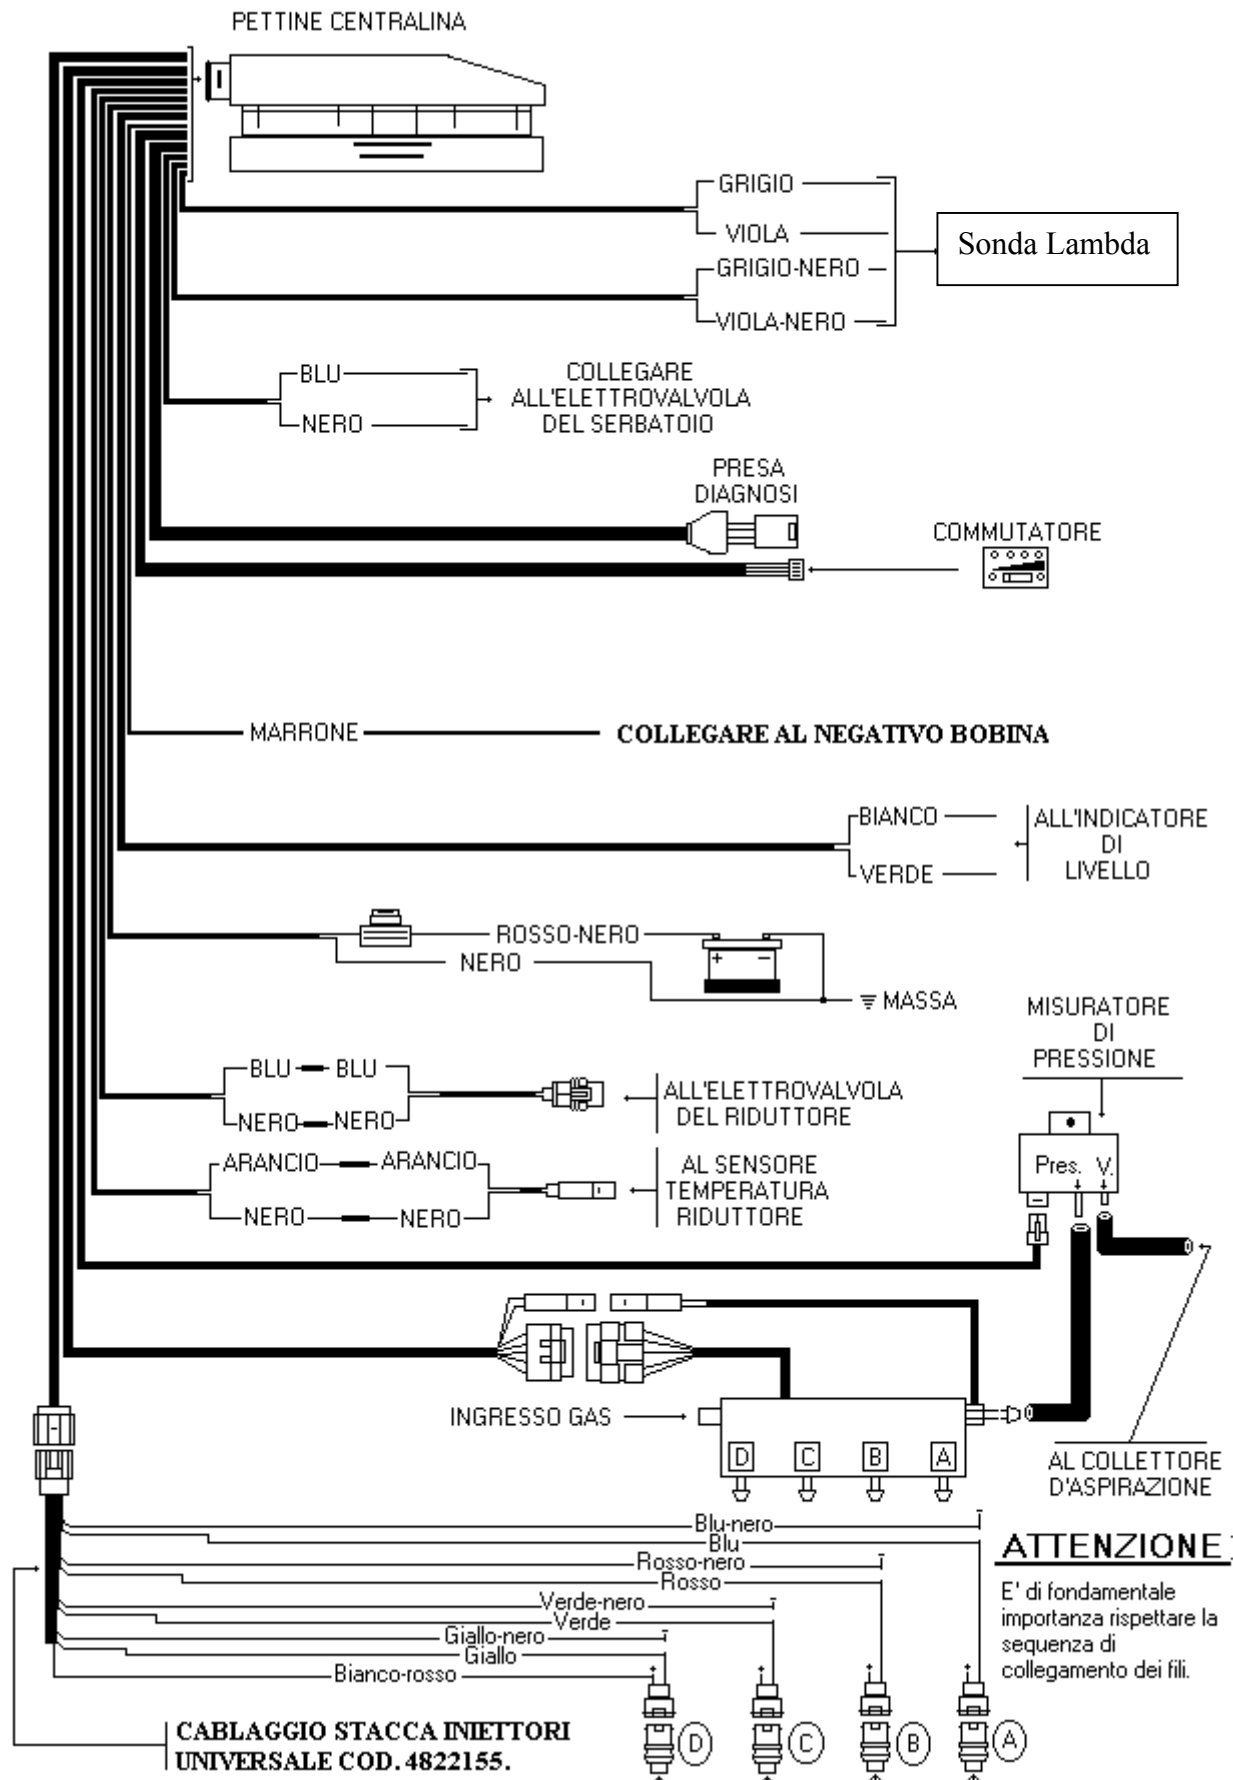 PETTINE CENTRALINA
GRIGIO
VIOLA
GRIGIO-NERO
VIOLA-NERO
Sonda Lambda
BLU
NERO
COLLEGARE
ALL'ELETTROVALVOLA
DEL SERBATOIO
PRESA
DIAGNOSI
COMMUTATORE
MARRONE
COLLEGARE AL NEGATIVO BOBINA
BIANCO
VERDE
ALL'INDICATORE
DI
LIVELLO
ROSSO-NERO
NERO
+ −
MASSA
MISURATORE
DI
PRESSIONE
BLU BLU
NERO NERO
ALL'ELETTROVALVOLA
DEL RIDUTTORE
Pres. V.
ARANCIO ARANCIO
NERO NERO
AL SENSORE
TEMPERATURA
RIDUTTORE
INGRESSO GAS
D C B A
AL COLLETTORE
D'ASPIRAZIONE
Blu-nero
Blu
Rosso-nero
Rosso
Verde-nero
Verde
Giallo-nero
Giallo
Bianco-rosso
ATTENZIONE
E' di fondamentale
importanza rispettare la
sequenza di
collegamento dei fili.
CABLAGGIO STACCA INIETTORI
UNIVERSALE COD. 4822155.
D C B A